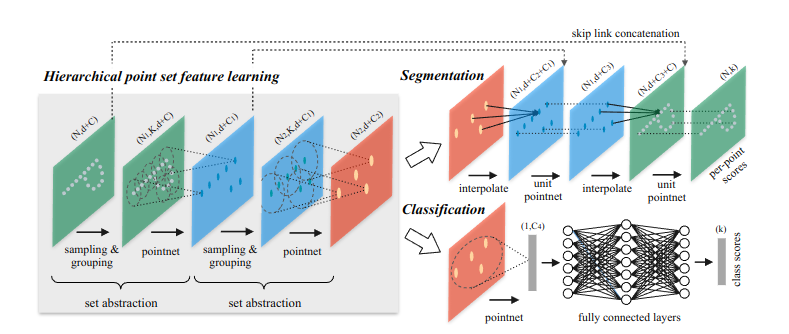 skip link concatenation
Hierarchical point set feature learning
Segmentation
(N,d+C)
(N1,K,d+C)
(N1,d+C1)
(N2,K,d+C1)
(N2,d+C2)
sampling &
grouping
pointnet
sampling &
grouping
pointnet
set abstraction
set abstraction
(N1,d+C2+C1)
(N1,d+C3)
(N,d+C3+C)
(N,k)
interpolate
unit
pointnet
interpolate
unit
pointnet
per-point
scores
Classification
(1,C4)
(k)
class scores
pointnet
fully connected layers